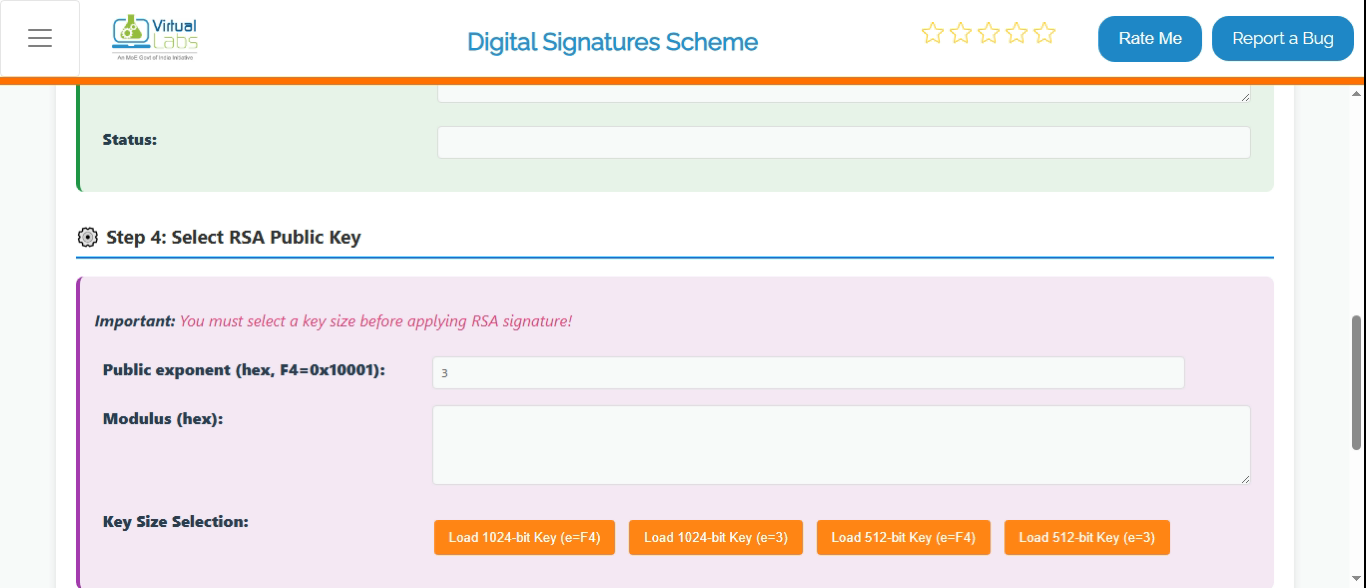 Virtual
Labs
An MoE Govt of India Initiative
Digital Signatures Scheme
Rate Me
Report a Bug
Status:
Step 4: Select RSA Public Key
Important: You must select a key size before applying RSA signature!
Public exponent (hex, F4=0x10001):
3
Modulus (hex):
Key Size Selection:
Load 1024-bit Key (e=F4)
Load 1024-bit Key (e=3)
Load 512-bit Key (e=F4)
Load 512-bit Key (e=3)